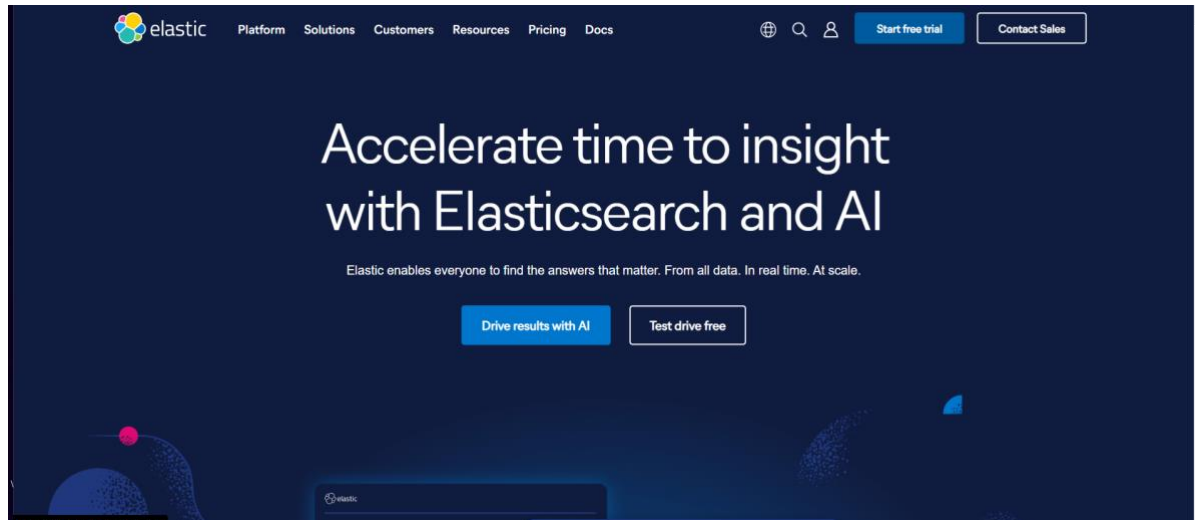 elastic Platform Solutions Customers Resources Pricing Docs Start free trial Contact Sales
Accelerate time to insight
with Elasticsearch and AI
Elastic enables everyone to find the answers that matter. From all data. In real time. At scale.
Drive results with AI Test drive free
elastic